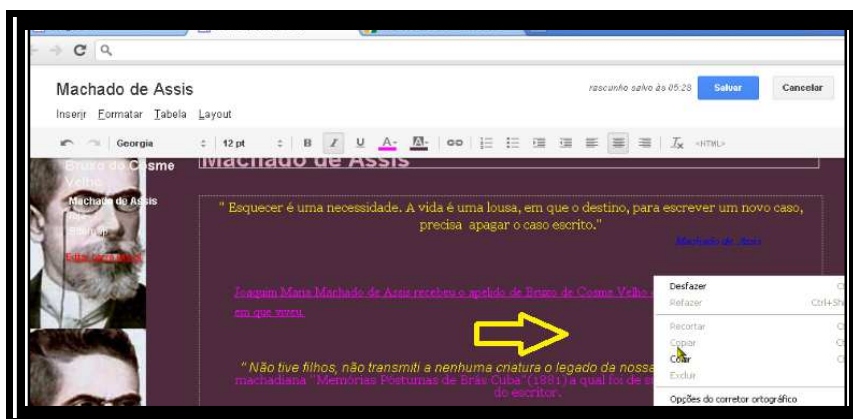 Machado de Assis
rascunho salvo às 05:28
Salvar
Cancelar
Inserir Formatar Tabela Layout
Georgia 12 pt B I U A A Tx <HTML>
Bruxo do Cosme
Velho
Machado de Assis
Machado de Assis
"Esquecer é uma necessidade. A vida é uma lousa, em que o destino, para escrever um novo caso,
precisa apagar o caso escrito."
Machado de Assis
Joaquim Maria Machado de Assis recebeu o apelido de Bruxo de Cosme Velho
em que viveu.
"Não tive filhos, não transmiti a nenhuma criatura o legado da nossa
machadiana "Memórias Póstumas de Brás Cuba"(1881) a qual foi de
do escritor.
Desfazer
Refazer Ctrl+Sh
Recortar
Copiar
Colar
Excluir
Opções do corretor ortográfico